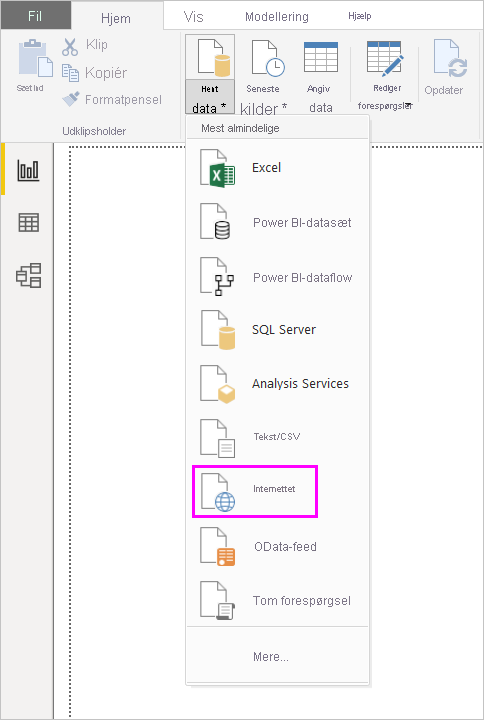 Fil Hjem Vis Modellering Hjælp
Klip
Kopiér
Formatpensel
Udklipsholder
Hent data
Seneste kilder
Angiv data
Rediger forespørgsler
Opdater
Mest almindelige
Excel
Power BI-datasæt
Power BI-dataflow
SQL Server
Analysis Services
Tekst/CSV
Internettet
OData-feed
Tom forespørgsel
Mere...